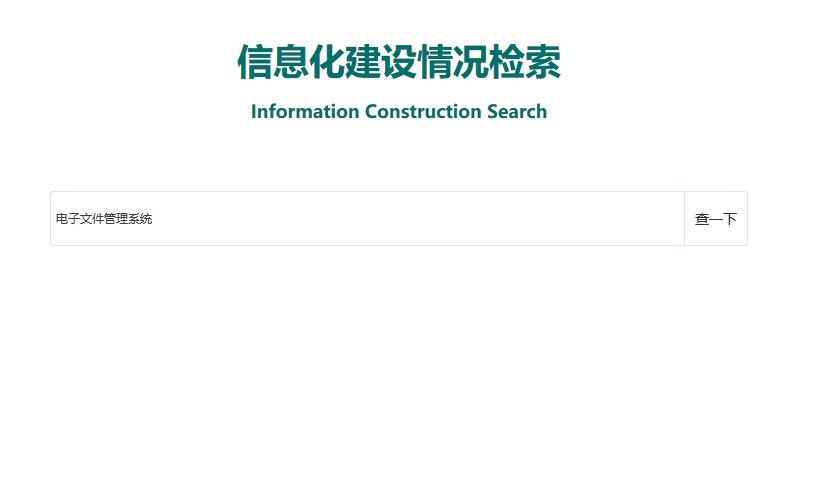 信息化建设情况检索
Information Construction Search
电子文件管理系统
查一下